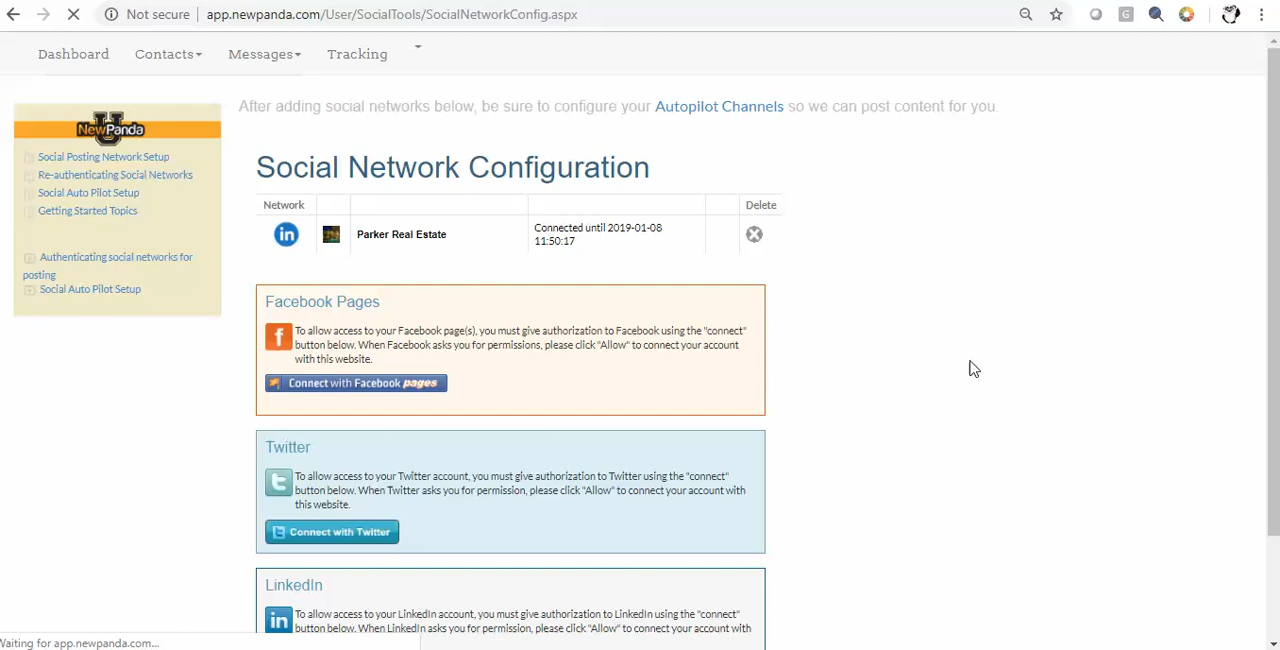 Not secure | app.newpanda.com/User/SocialTools/SocialNetworkConfig.aspx
Dashboard Contacts Messages Tracking
After adding social networks below, be sure to configure your Autopilot Channels so we can post content for you.
NewPanda
Social Posting Network Setup
Re-authenticating Social Networks
Social Auto Pilot Setup
Getting Started Topics
Authenticating social networks for
posting
Social Auto Pilot Setup
Social Network Configuration
Network Delete
in Parker Real Estate Connected until 2019-01-08
11:50:17
Facebook Pages
f To allow access to your Facebook page(s), you must give authorization to Facebook using the "connect"
button below. When Facebook asks you for permissions, please click "Allow" to connect your account
with this website.
Connect with Facebook pages
Twitter
t To allow access to your Twitter account, you must give authorization to Twitter using the "connect"
button below. When Twitter asks you for permission, please click "Allow" to connect your account with
this website.
t Connect with Twitter
LinkedIn
in To allow access to your LinkedIn account, you must give authorization to LinkedIn using the "connect"
button below. When LinkedIn asks you for permission, please click "Allow" to connect your account with
Waiting for app.newpanda.com...